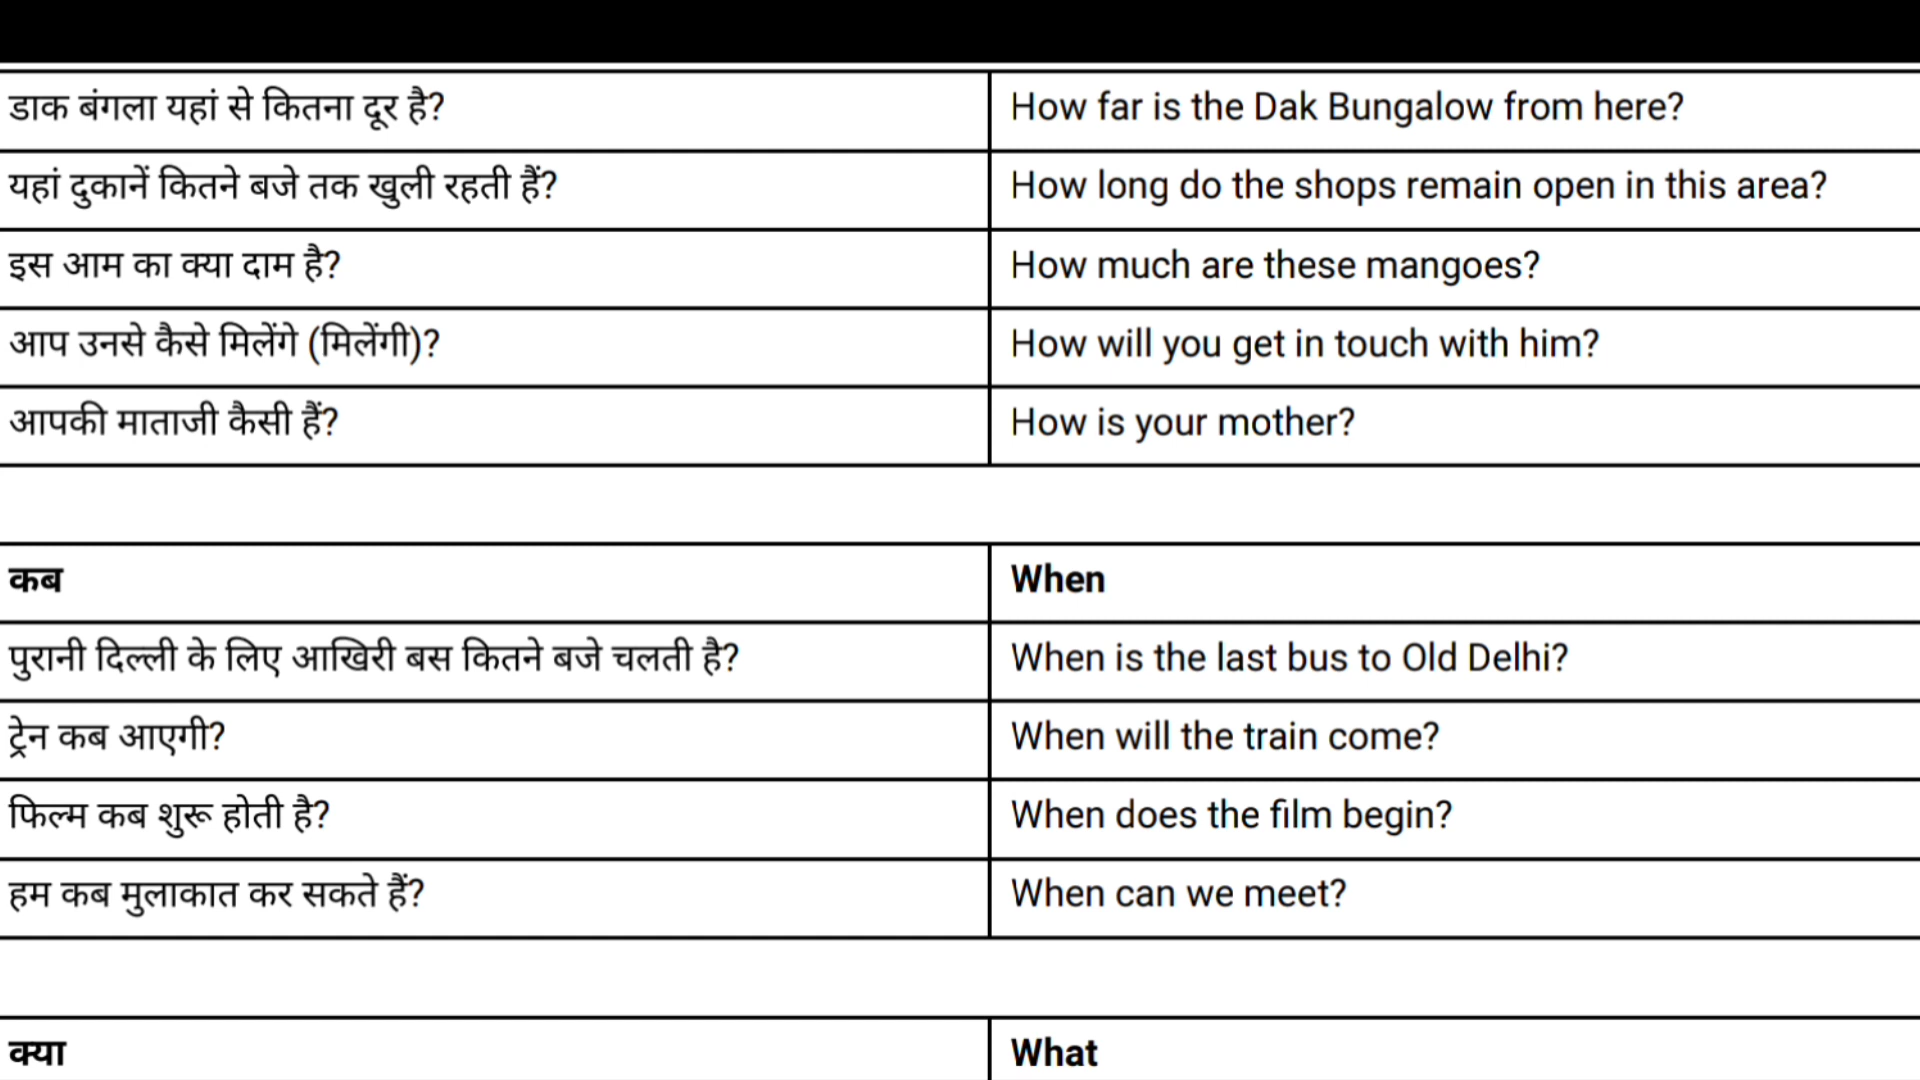 डाक बंगला यहां से कितना दूर है? How far is the Dak Bungalow from here?
यहां दुकानें कितने बजे तक खुली रहती हैं? How long do the shops remain open in this area?
इस आम का क्या दाम है? How much are these mangoes?
आप उनसे कैसे मिलेंगे (मिलेंगी)? How will you get in touch with him?
आपकी माताजी कैसी हैं? How is your mother?
कब When
पुरानी दिल्ली के लिए आखिरी बस कितने बजे चलती है? When is the last bus to Old Delhi?
ट्रेन कब आएगी? When will the train come?
फिल्म कब शुरू होती है? When does the film begin?
हम कब मुलाकात कर सकते हैं? When can we meet?
क्या What